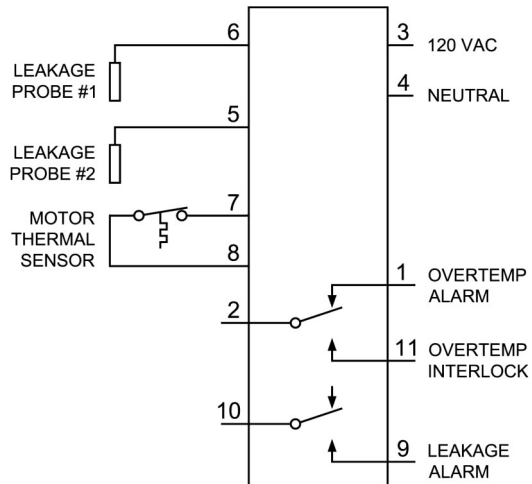 6
LEAKAGE
PROBE #1
5
LEAKAGE
PROBE #2
7
MOTOR
THERMAL
SENSOR
8
2
10
3
120 VAC
4
NEUTRAL
1
OVERTEMP
ALARM
11
OVERTEMP
INTERLOCK
9
LEAKAGE
ALARM